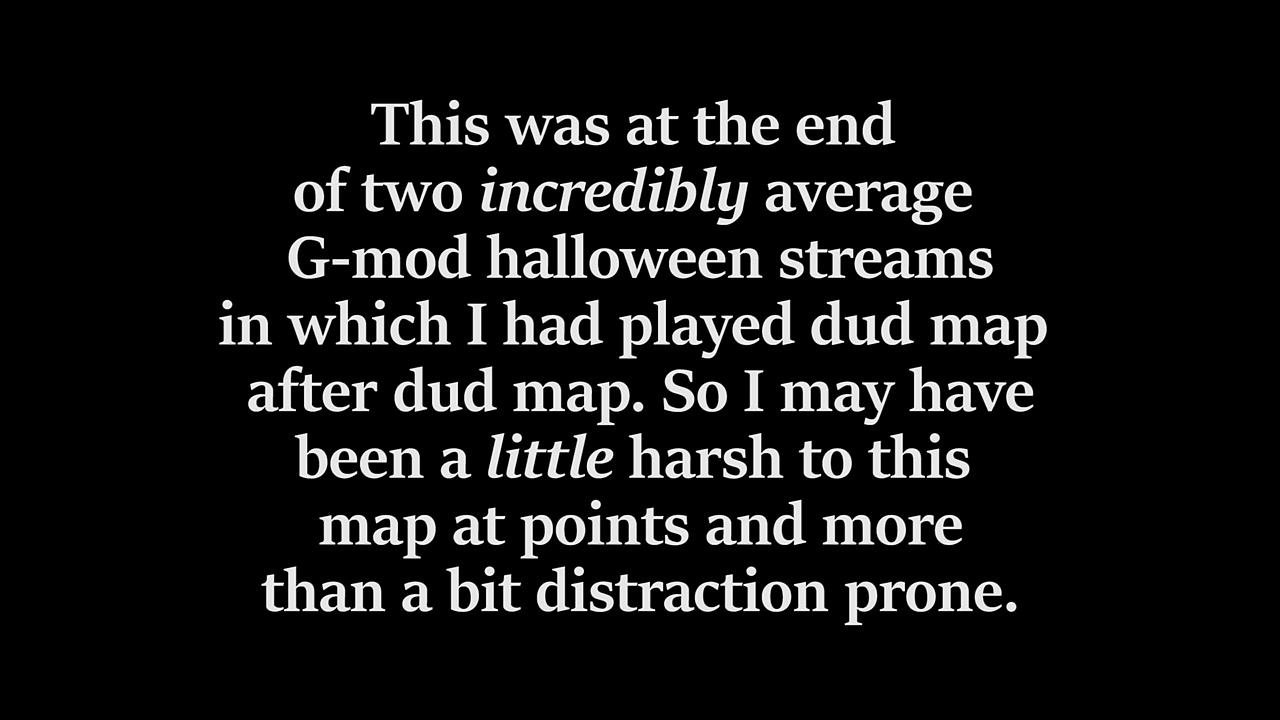 This was at the end
of two incredibly average
G-mod halloween streams
in which I had played dud map
after dud map. So I may have
been a little harsh to this
map at points and more
than a bit distraction prone.